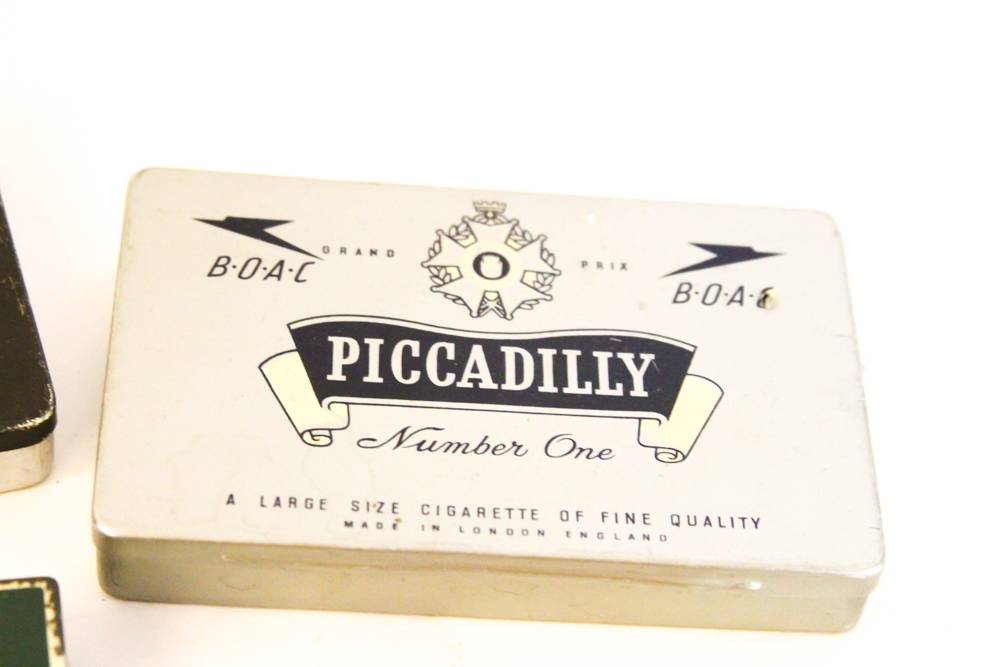 GRAND PRIX
B·O·A·C
B·O·A·C
PICCADILLY
Number One
A LARGE SIZE CIGARETTE OF FINE QUALITY
MADE IN LONDON ENGLAND